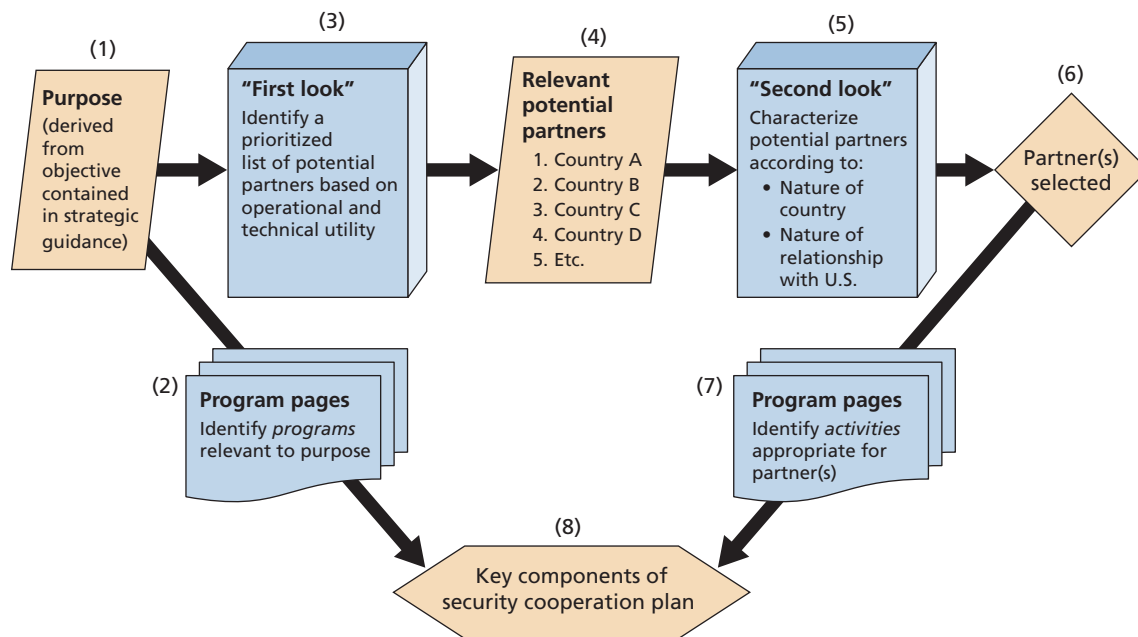 (1)
Purpose
(derived
from
objective
contained
in strategic
guidance)
(3)
“First look”
Identify a
prioritized
list of potential
partners based on
operational and
technical utility
(4)
Relevant
potential
partners
1. Country A
2. Country B
3. Country C
4. Country D
5. Etc.
(5)
“Second look”
Characterize
potential partners
according to:
• Nature of
country
• Nature of
relationship
with U.S.
(6)
Partner(s)
selected
(2)
Program pages
Identify programs
relevant to purpose
(7)
Program pages
Identify activities
appropriate for
partner(s)
(8)
Key components of
security cooperation plan